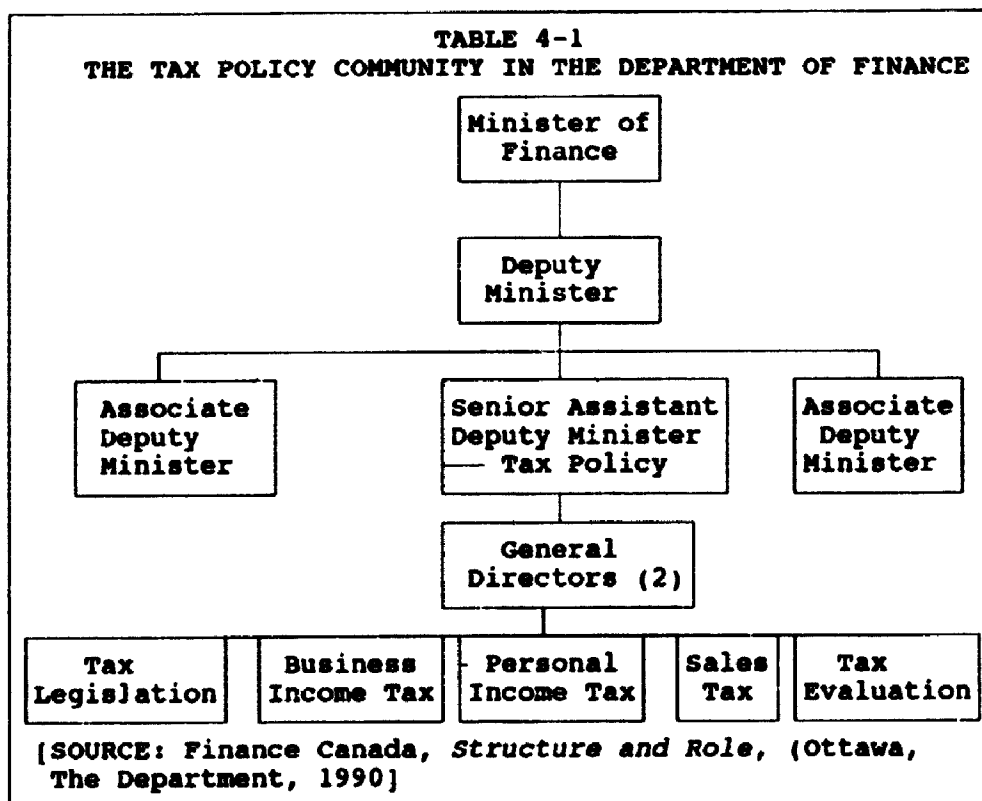 TABLE 4-1
THE TAX POLICY COMMUNITY IN THE DEPARTMENT OF FINANCE
Minister of
Finance
Deputy
Minister
Associate
Deputy
Minister
Senior Assistant
Deputy Minister
— Tax Policy
Associate
Deputy
Minister
General
Directors (2)
Tax
Legislation
Business
Income Tax
Personal
Income Tax
Sales
Tax
Tax
Evaluation
[SOURCE: Finance Canada, Structure and Role, (Ottawa,
The Department, 1990]